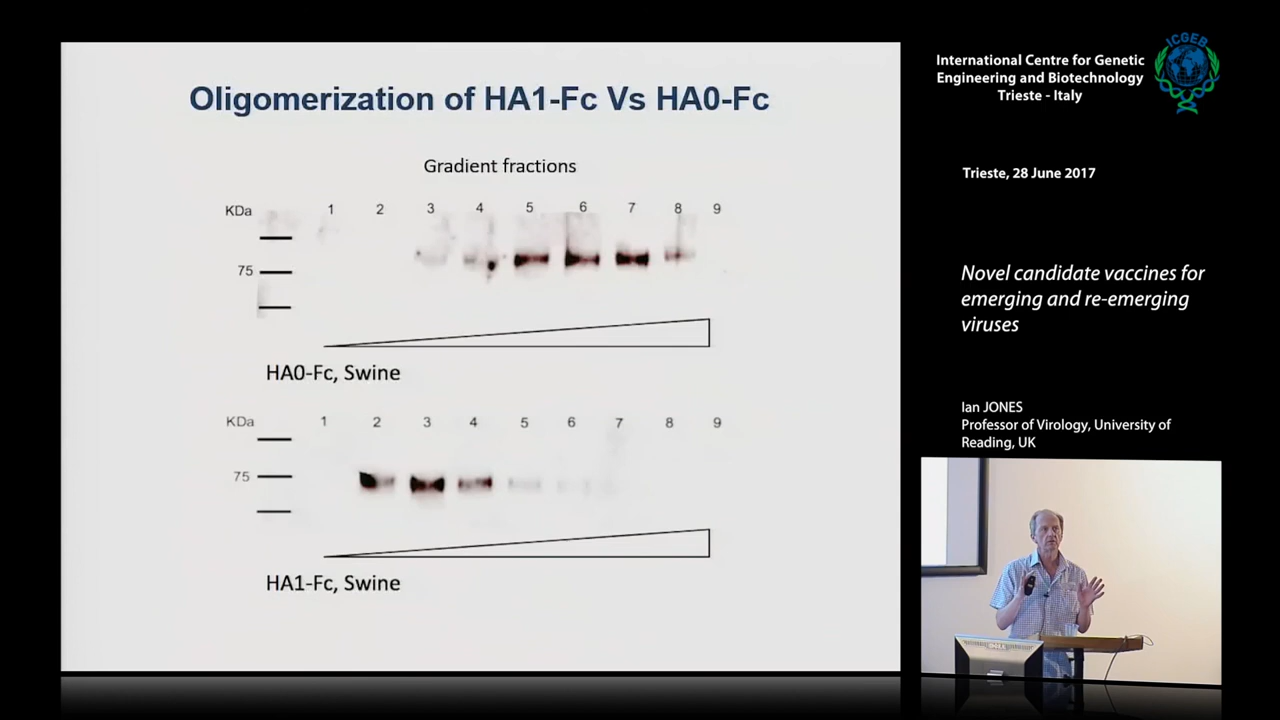 Oligomerization of HA1-Fc Vs HA0-Fc
Gradient fractions
KDa 1 2 3 4 5 6 7 8 9
75
HA0-Fc, Swine
KDa 1 2 3 4 5 6 7 8 9
75
HA1-Fc, Swine
ICGEB
International Centre for Genetic
Engineering and Biotechnology
Trieste - Italy
Trieste, 28 June 2017
Novel candidate vaccines for
emerging and re-emerging
viruses
Ian JONES
Professor of Virology, University of
Reading, UK